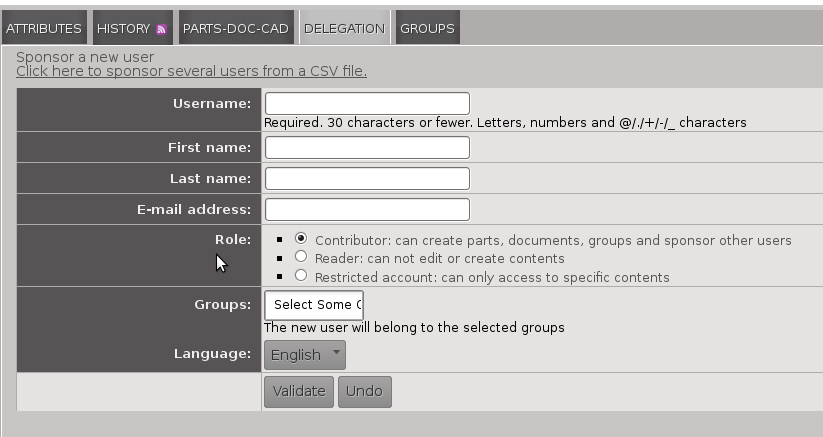 ATTRIBUTES HISTORY PARTS-DOC-CAD DELEGATION GROUPS
Sponsor a new user
Click here to sponsor several users from a CSV file.
Username:
Required. 30 characters or fewer. Letters, numbers and @/./+/-/_ characters
First name:
Last name:
E-mail address:
Role: Contributor: can create parts, documents, groups and sponsor other users
Reader: can not edit or create contents
Restricted account: can only access to specific contents
Groups: Select Some
The new user will belong to the selected groups
Language: English
Validate Undo